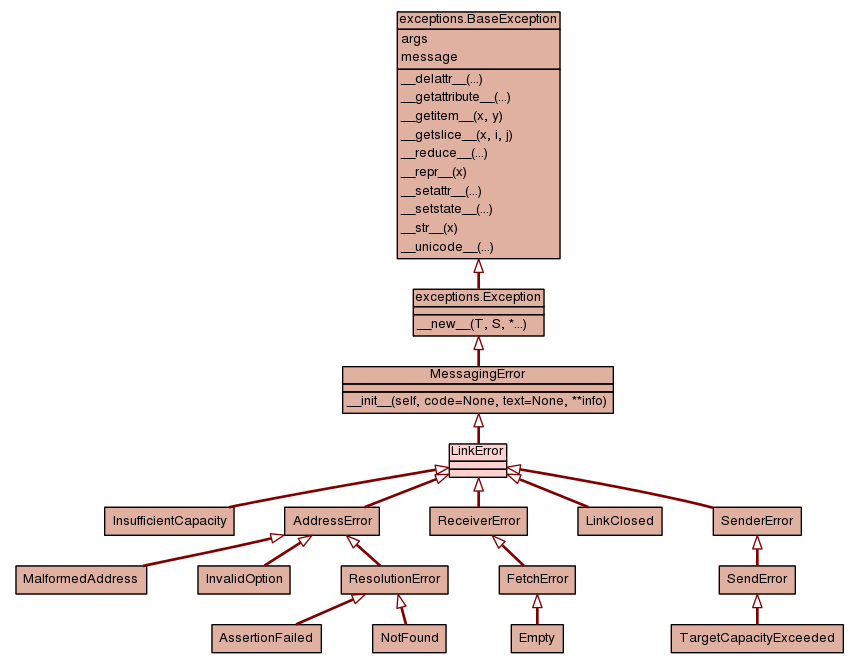 exceptions.BaseException
args
message
__delattr__(...)
__getattribute__(...)
__getitem__(x, y)
__getslice__(x, i, j)
__reduce__(...)
__repr__(x)
__setattr__(...)
__setstate__(...)
__str__(x)
__unicode__(...)
exceptions.Exception
__new__(T, S, *...)
MessagingError
__init__(self, code=None, text=None, **info)
LinkError
InsufficientCapacity
AddressError
ReceiverError
LinkClosed
SenderError
MalformedAddress
InvalidOption
ResolutionError
FetchError
SendError
AssertionFailed
NotFound
Empty
TargetCapacityExceeded